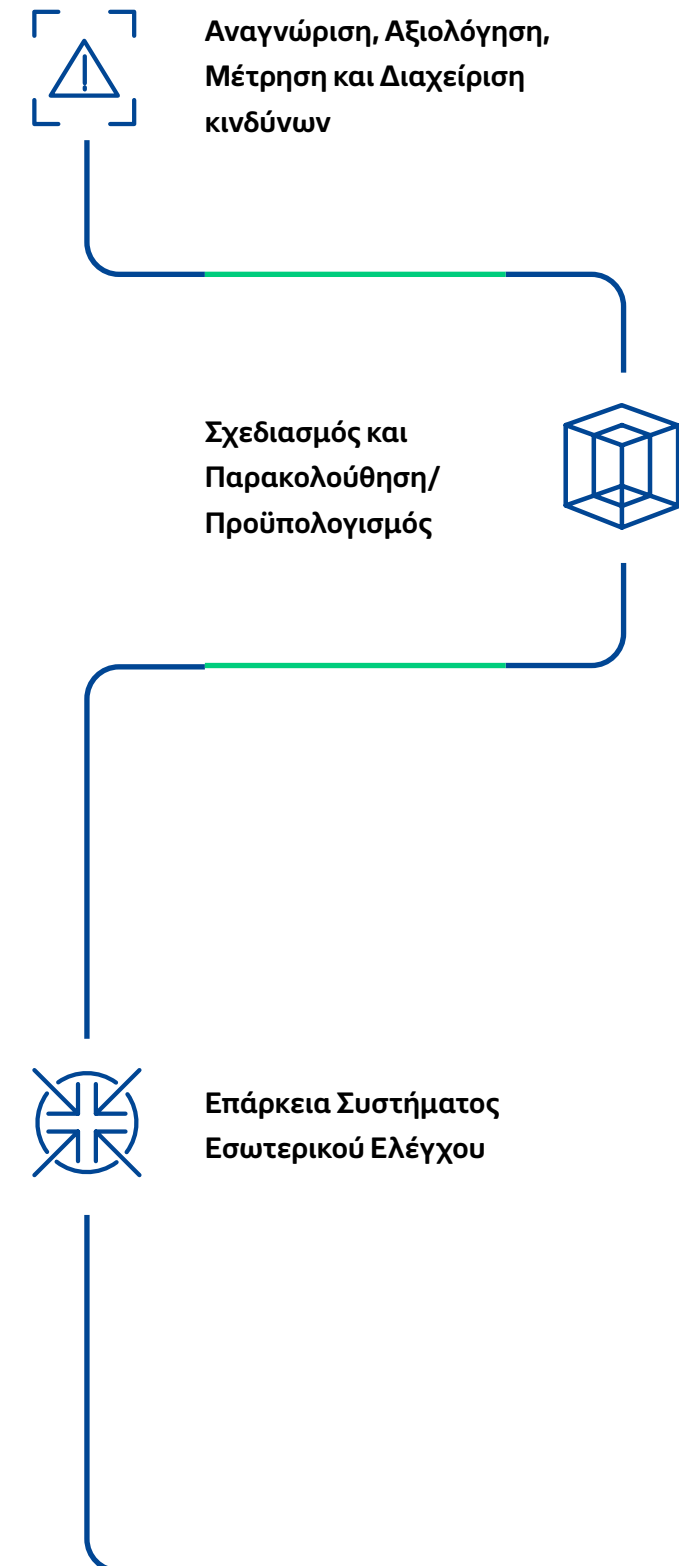 Αναγνώριση, Αξιολόγηση,
Μέτρηση και Διαχείριση
κινδύνων
Σχεδιασμός και
Παρακολούθηση/
Προϋπολογισμός
Επάρκεια Συστήματος
Εσωτερικού Ελέγχου